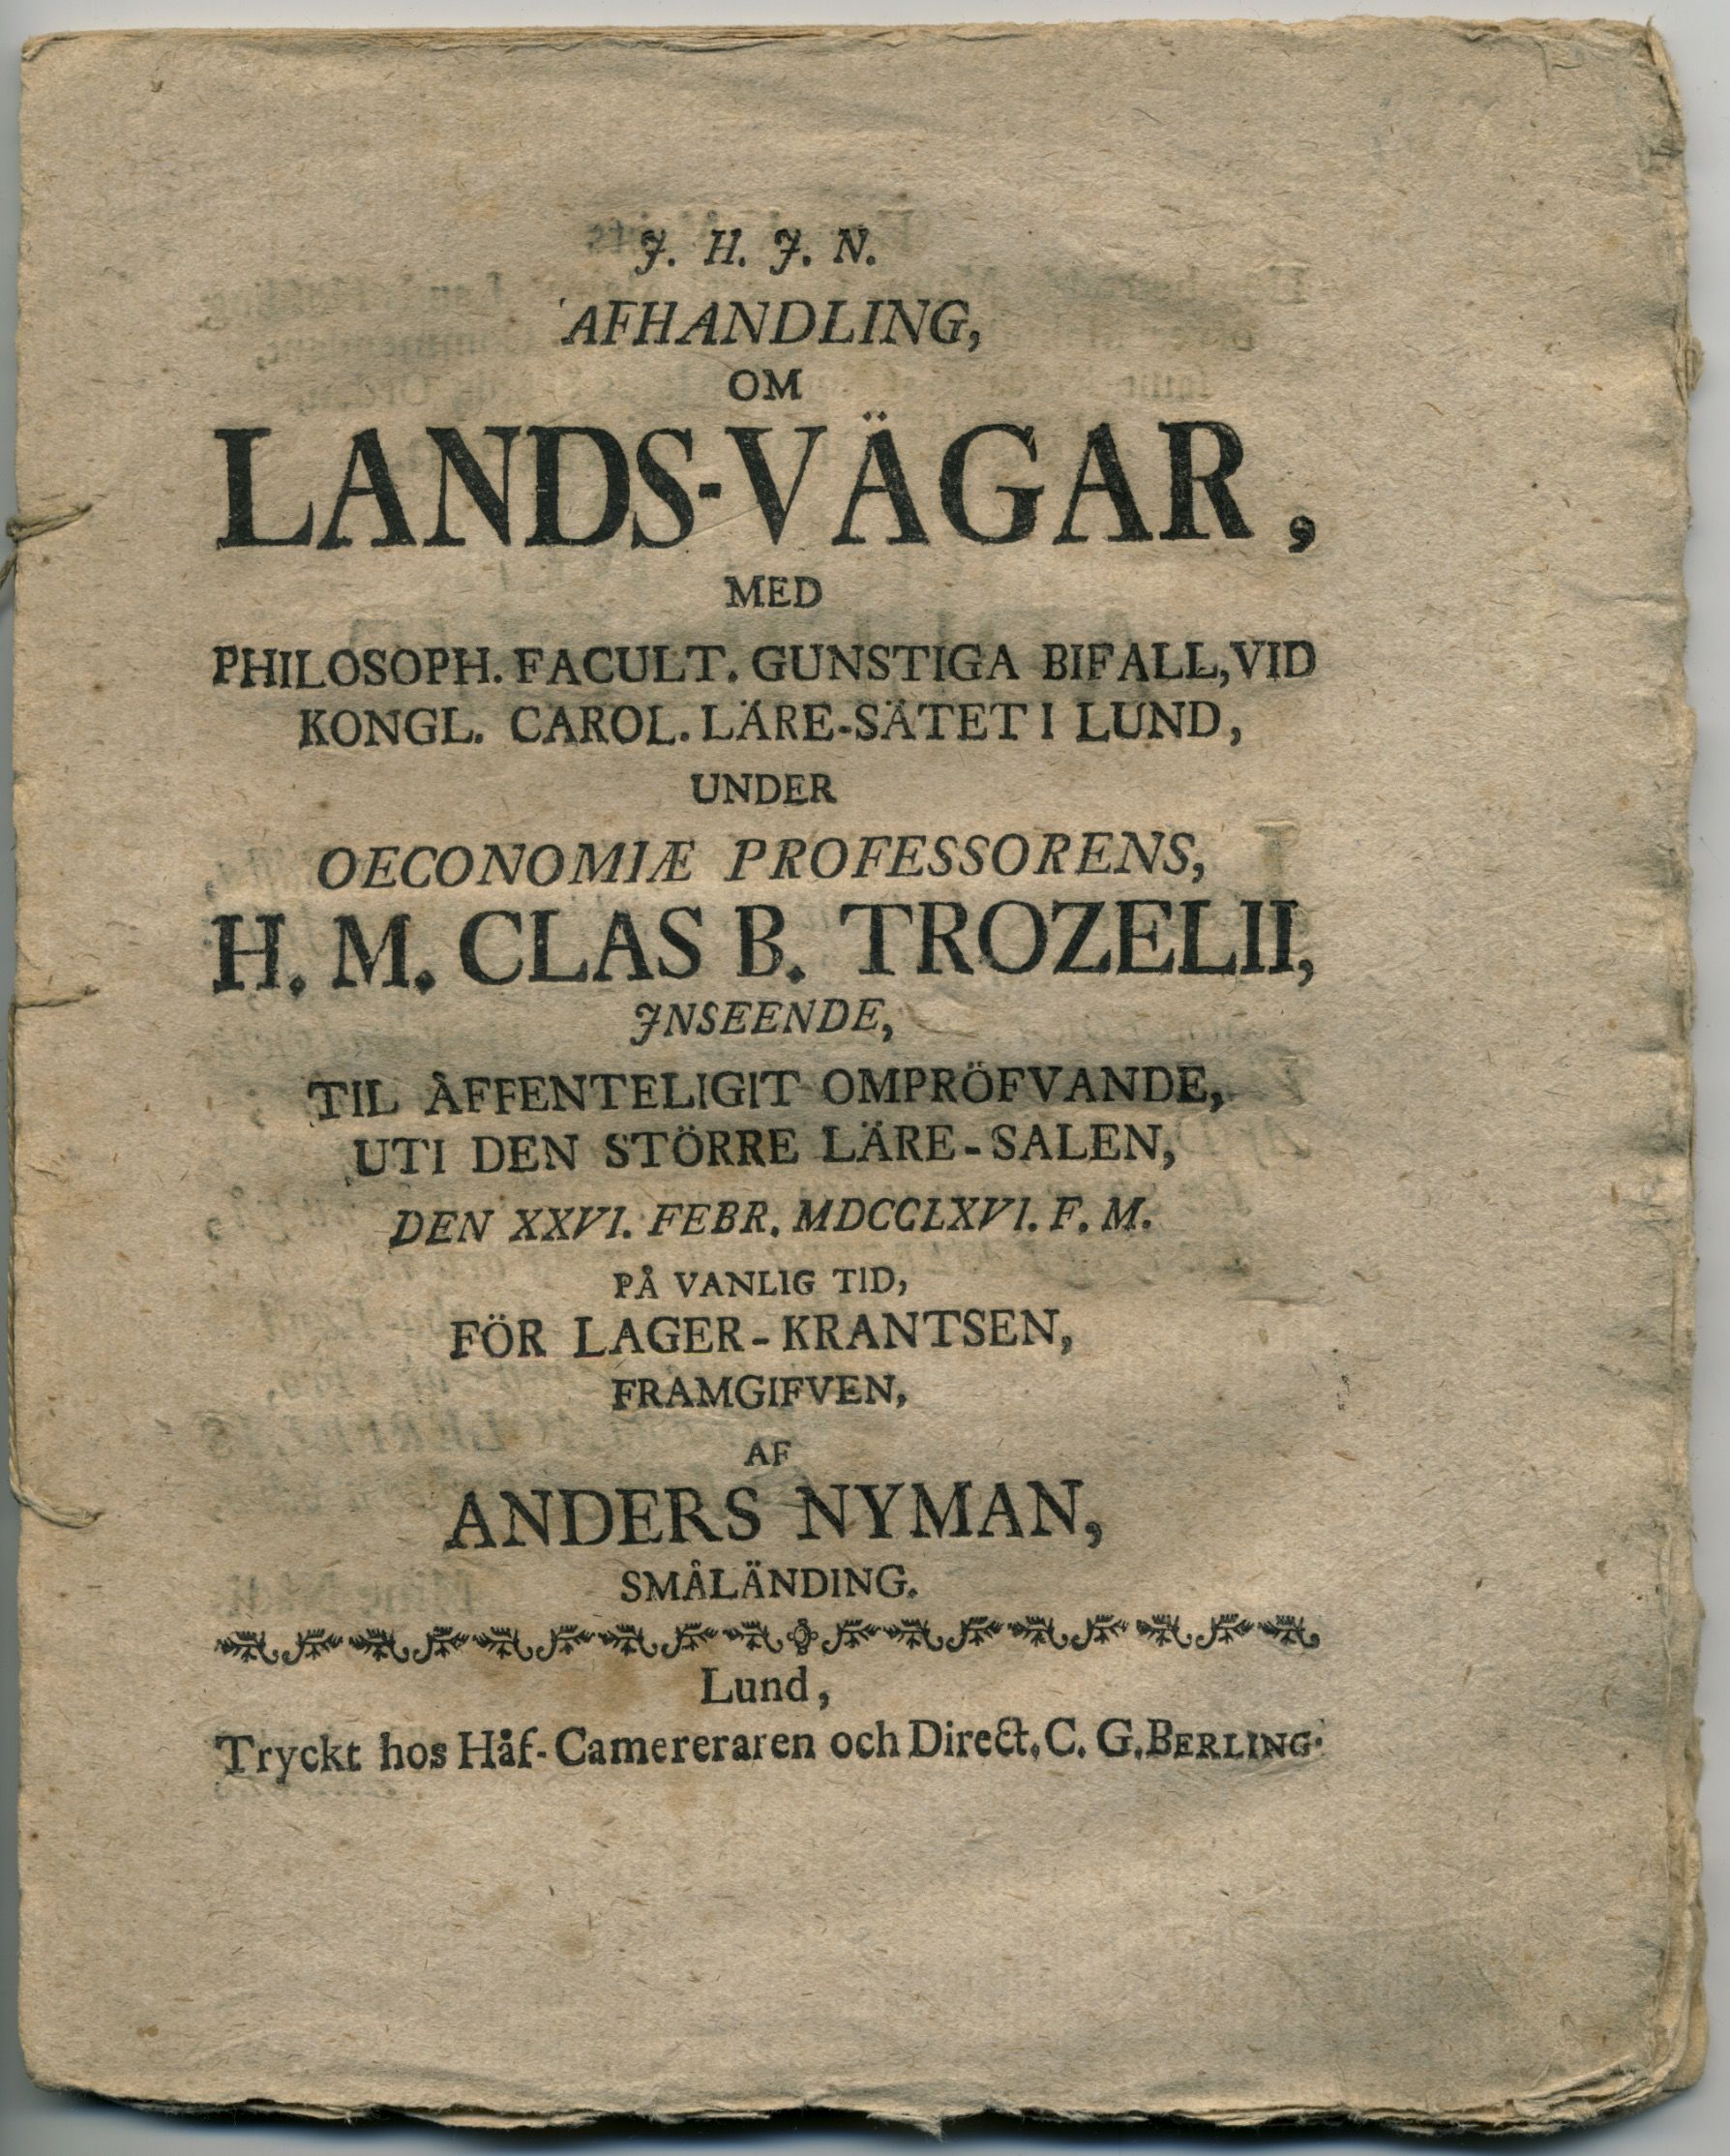 J. H. J. N.
AFHANDLING,
OM
LANDS-VÄGAR,
MED
PHILOSOPH. FACULT. GUNSTIGA BIFALL, VID
KONGL. CAROL. LÄRE-SÄTET I LUND,
UNDER
OECONOMIÆ PROFESSORENS,
H. M. CLAS B. TROZELII,
JNSEENDE,
TIL ÅFFENTELIGIT OMPRÖFVANDE,
UTI DEN STÖRRE LÄRE-SALEN,
DEN XXVI. FEBR. MDCCLXVI. F. M.
PÅ VANLIG TID,
FÖR LAGER-KRANTSEN,
FRAMGIFVEN,
AF
ANDERS NYMAN,
SMÅLÄNDING.
Lund,
Tryckt hos Håf-Camereraren och Direct. C. G. BERLING.